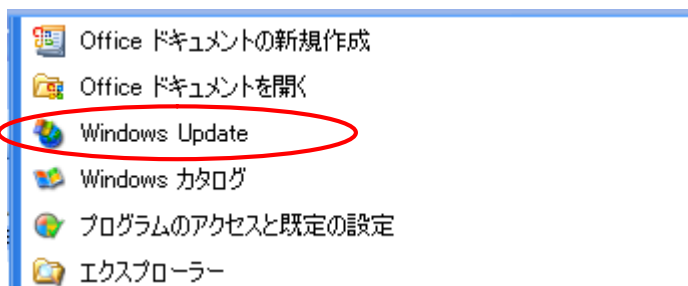 Office ドキュメントの新規作成
Office ドキュメントを開く
Windows Update
Windows カタログ
プログラムのアクセスと既定の設定
エクスプローラー